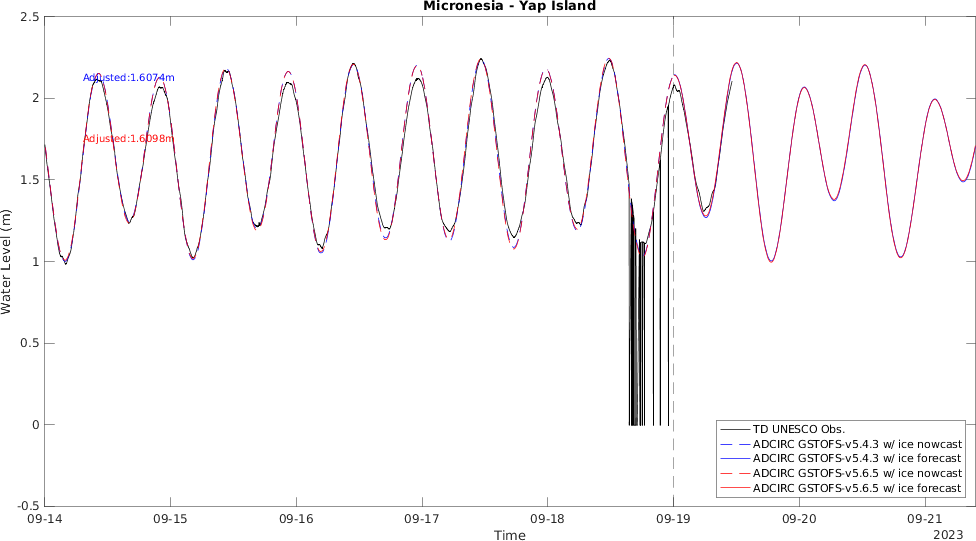 Micronesia - Yap Island
2.5
2
1.5
1
0.5
0
-0.5
Water Level (m)
Adjusted:1.6074m
Adjusted:1.6098m
TD UNESCO Obs.
ADCIRC GSTOFS-v5.4.3 w/ ice nowcast
ADCIRC GSTOFS-v5.4.3 w/ ice forecast
ADCIRC GSTOFS-v5.6.5 w/ ice nowcast
ADCIRC GSTOFS-v5.6.5 w/ ice forecast
09-14 09-15 09-16 09-17 09-18 09-19 09-20 09-21
Time
2023